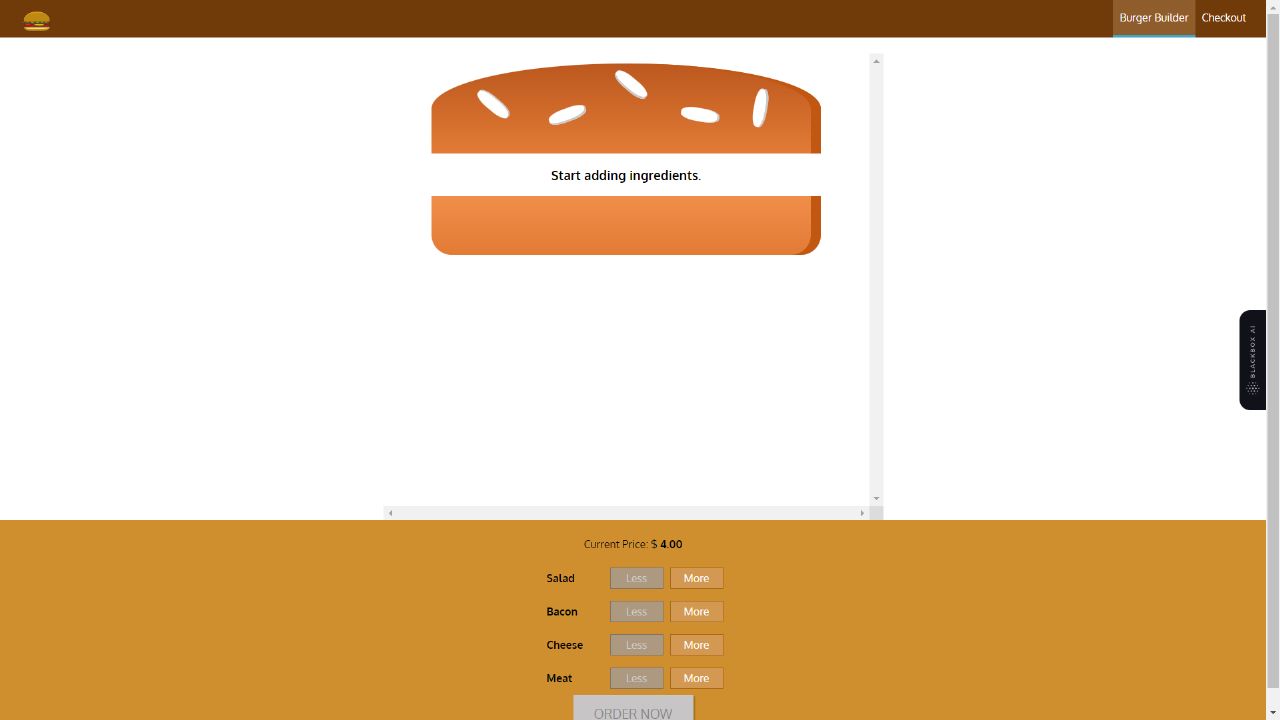 Burger Builder Checkout
Start adding ingredients.
BLACKBOX AI
Current Price: $ 4.00
Salad Less More
Bacon Less More
Cheese Less More
Meat Less More
ORDER NOW